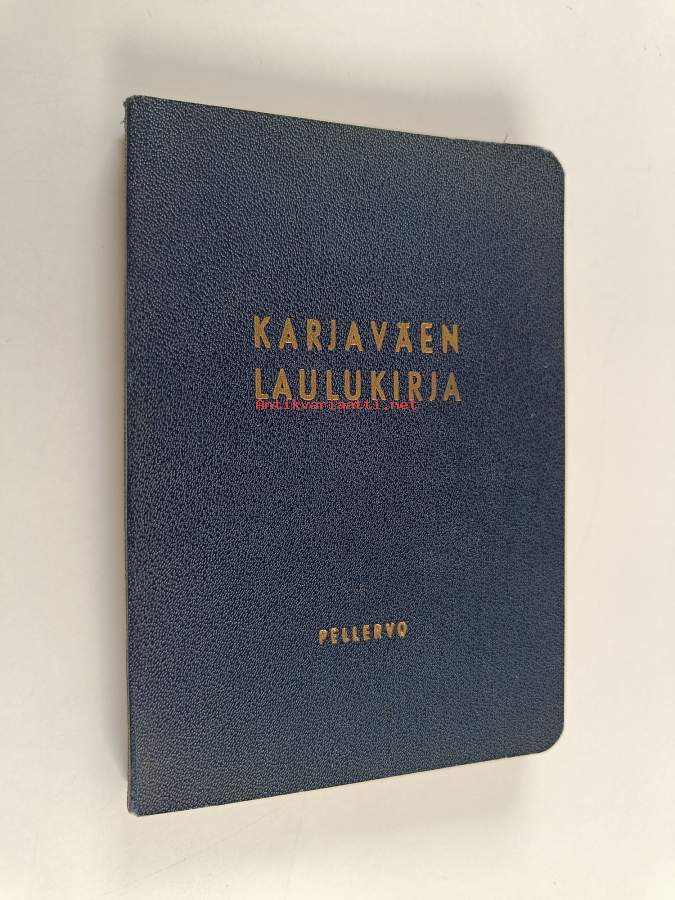 KARJAVÄEN
LAULUKIRJA
Antikvariaatti.net
PELLERVO